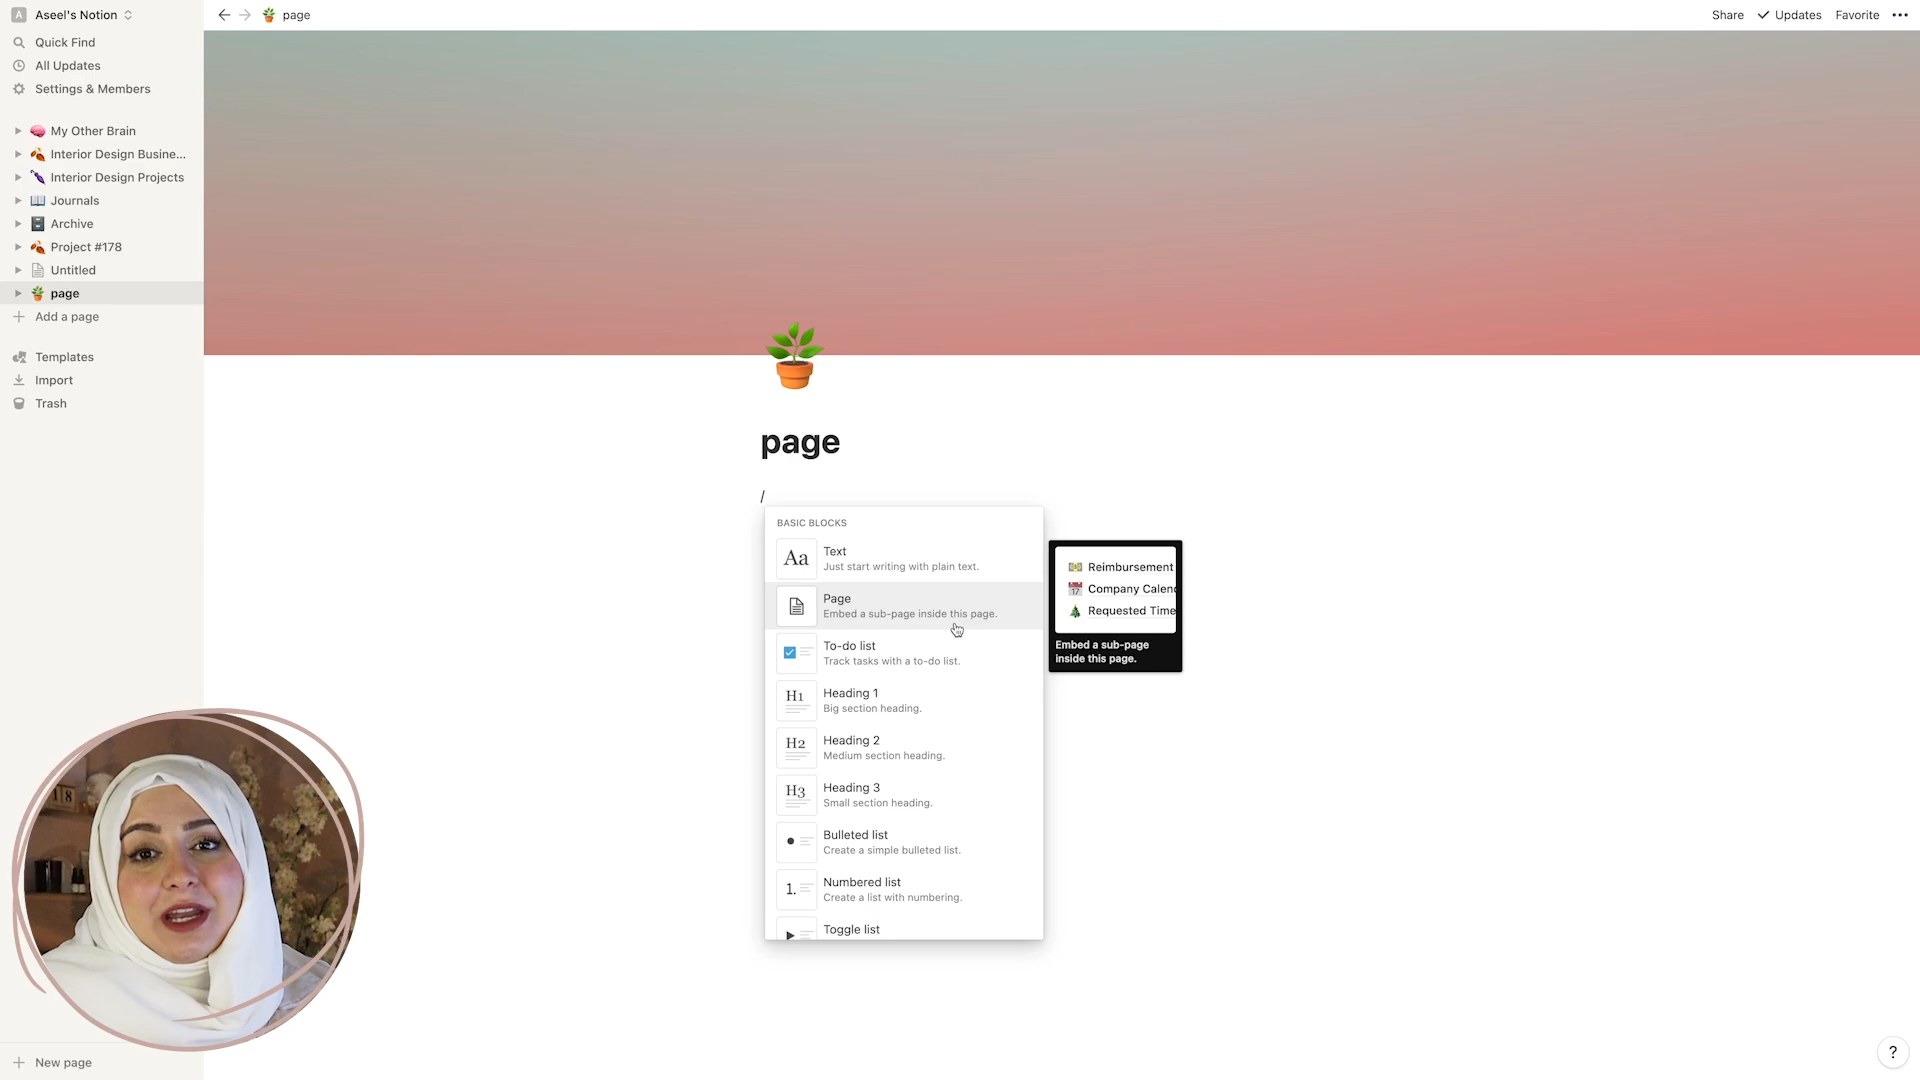 A Aseel's Notion
Quick Find
All Updates
Settings & Members
My Other Brain
Interior Design Busine...
Interior Design Projects
Journals
Archive
Project #178
Untitled
page
Add a page
Templates
Import
Trash
New page
page
Share
Updates
Favorite
page
/
BASIC BLOCKS
Aa
Text
Just start writing with plain text.
Page
Embed a sub-page inside this page.
To-do list
Track tasks with a to-do list.
H1
Heading 1
Big section heading.
H2
Heading 2
Medium section heading.
H3
Heading 3
Small section heading.
Bulleted list
Create a simple bulleted list.
1.
Numbered list
Create a list with numbering.
Toggle list
Reimbursement
Company Calend
Requested Time
Embed a sub-page
inside this page.
?